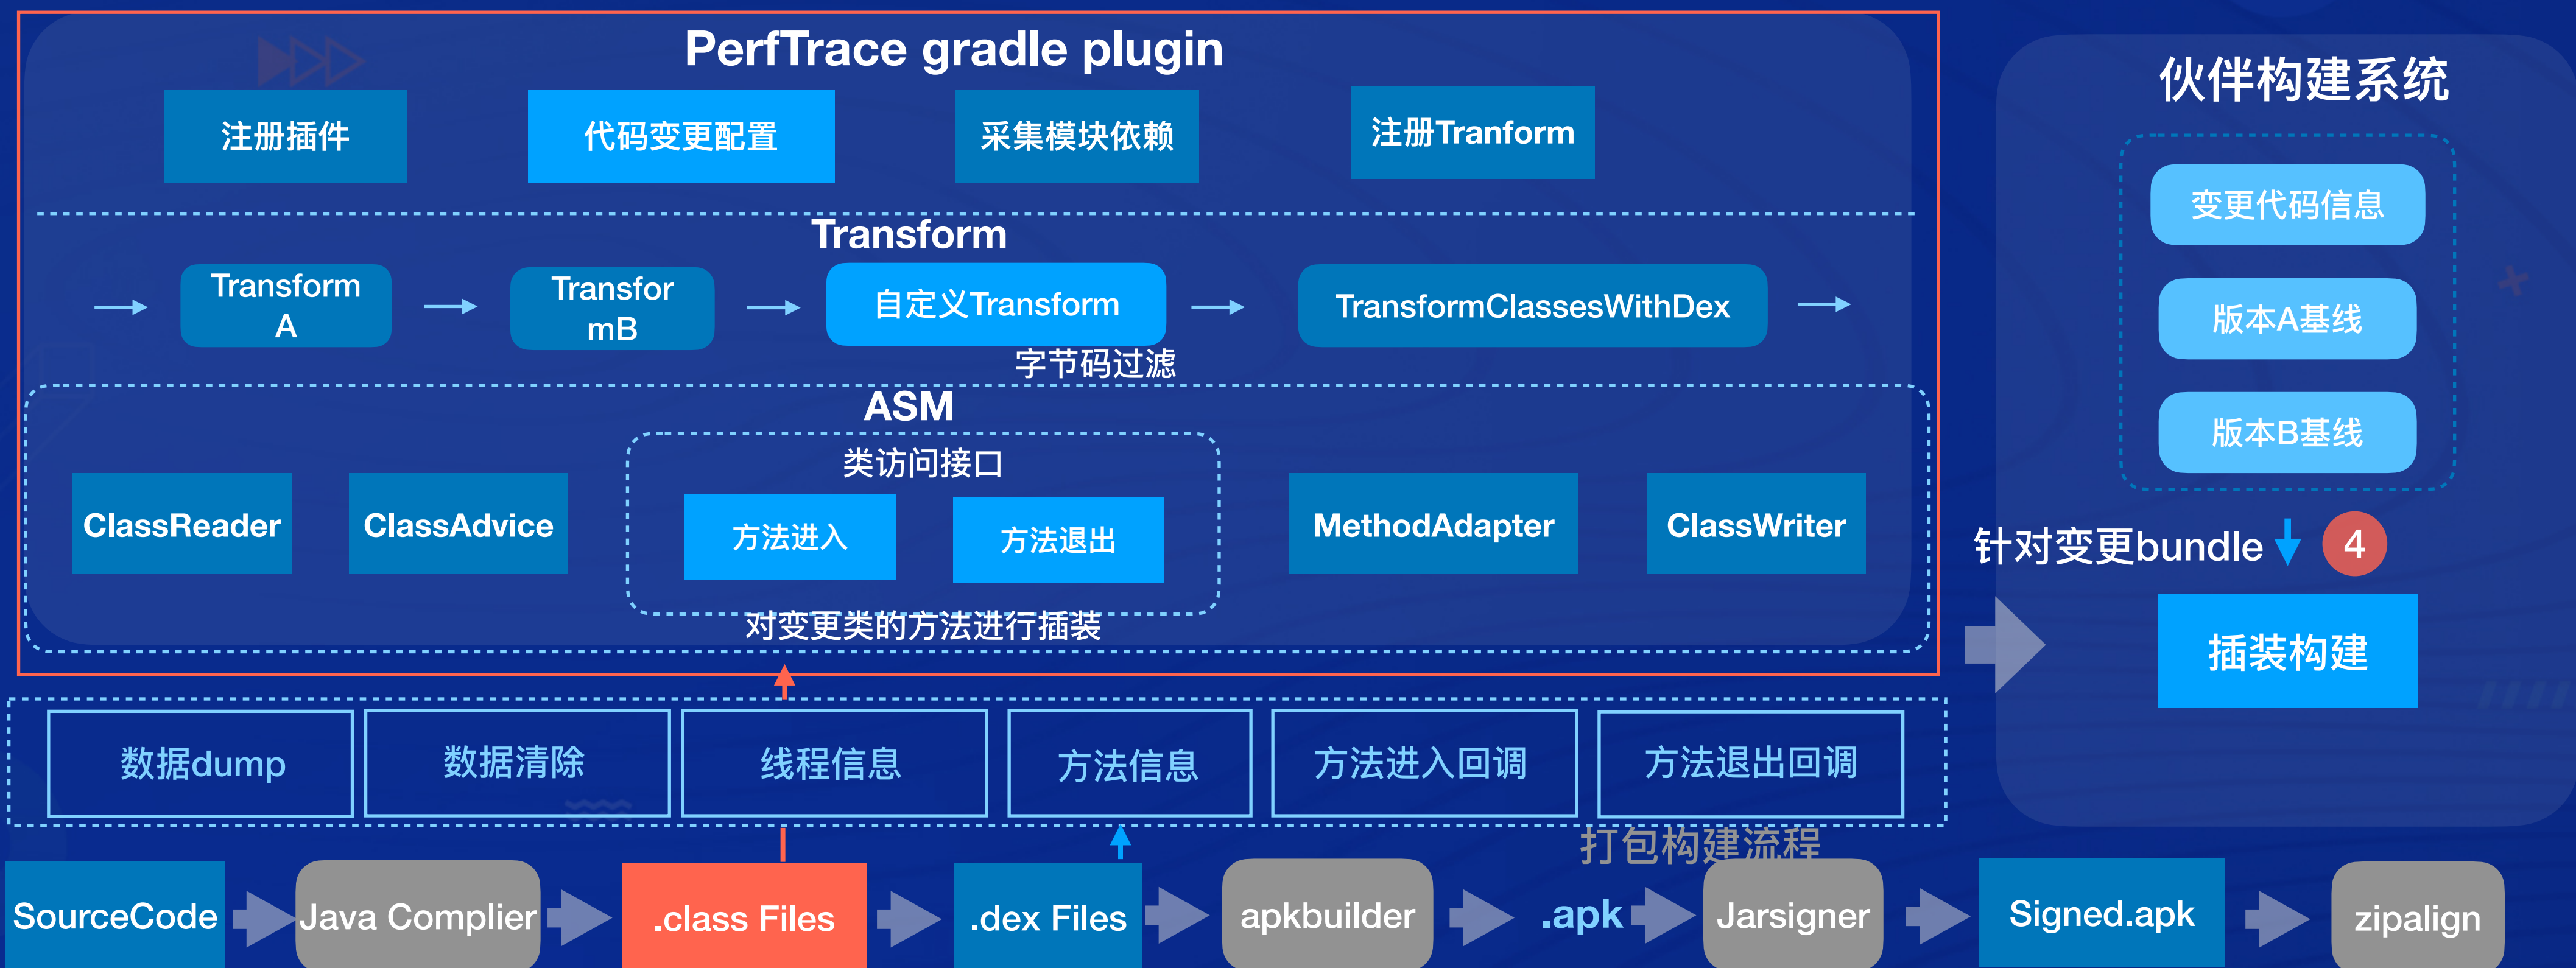 PerfTrace gradle plugin
注册插件
代码变更配置
采集模块依赖
注册Tranform
Transform
Transform
A
Transfor
mB
自定义Transform
TransformClassesWithDex
字节码过滤
ASM
类访问接口
ClassReader
ClassAdvice
方法进入
方法退出
MethodAdapter
ClassWriter
对变更类的方法进行插装
数据dump
数据清除
线程信息
方法信息
方法进入回调
方法退出回调
伙伴构建系统
变更代码信息
版本A基线
版本B基线
针对变更bundle
4
插装构建
打包构建流程
SourceCode
Java Complier
.class Files
.dex Files
apkbuilder
.apk
Jarsigner
Signed.apk
zipalign